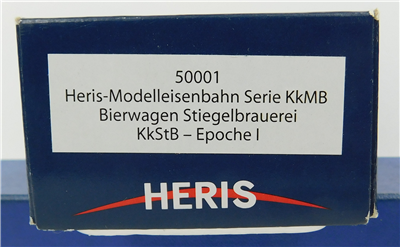 50001
Heris-Modelleisenbahn Serie KkMB
Bierwagen Stiegelbrauerei
KkStB – Epoche I
HERIS